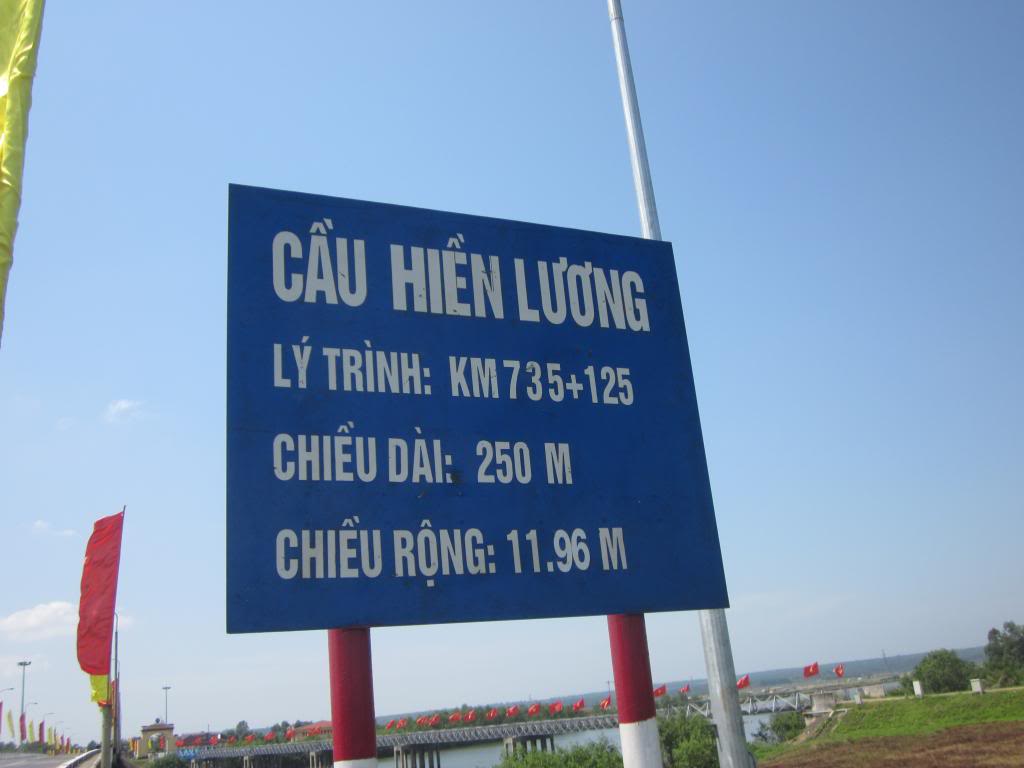 CẦU HIỀN LƯƠNG
LÝ TRÌNH: KM735+125
CHIỀU DÀI: 250 M
CHIỀU RỘNG: 11.96 M